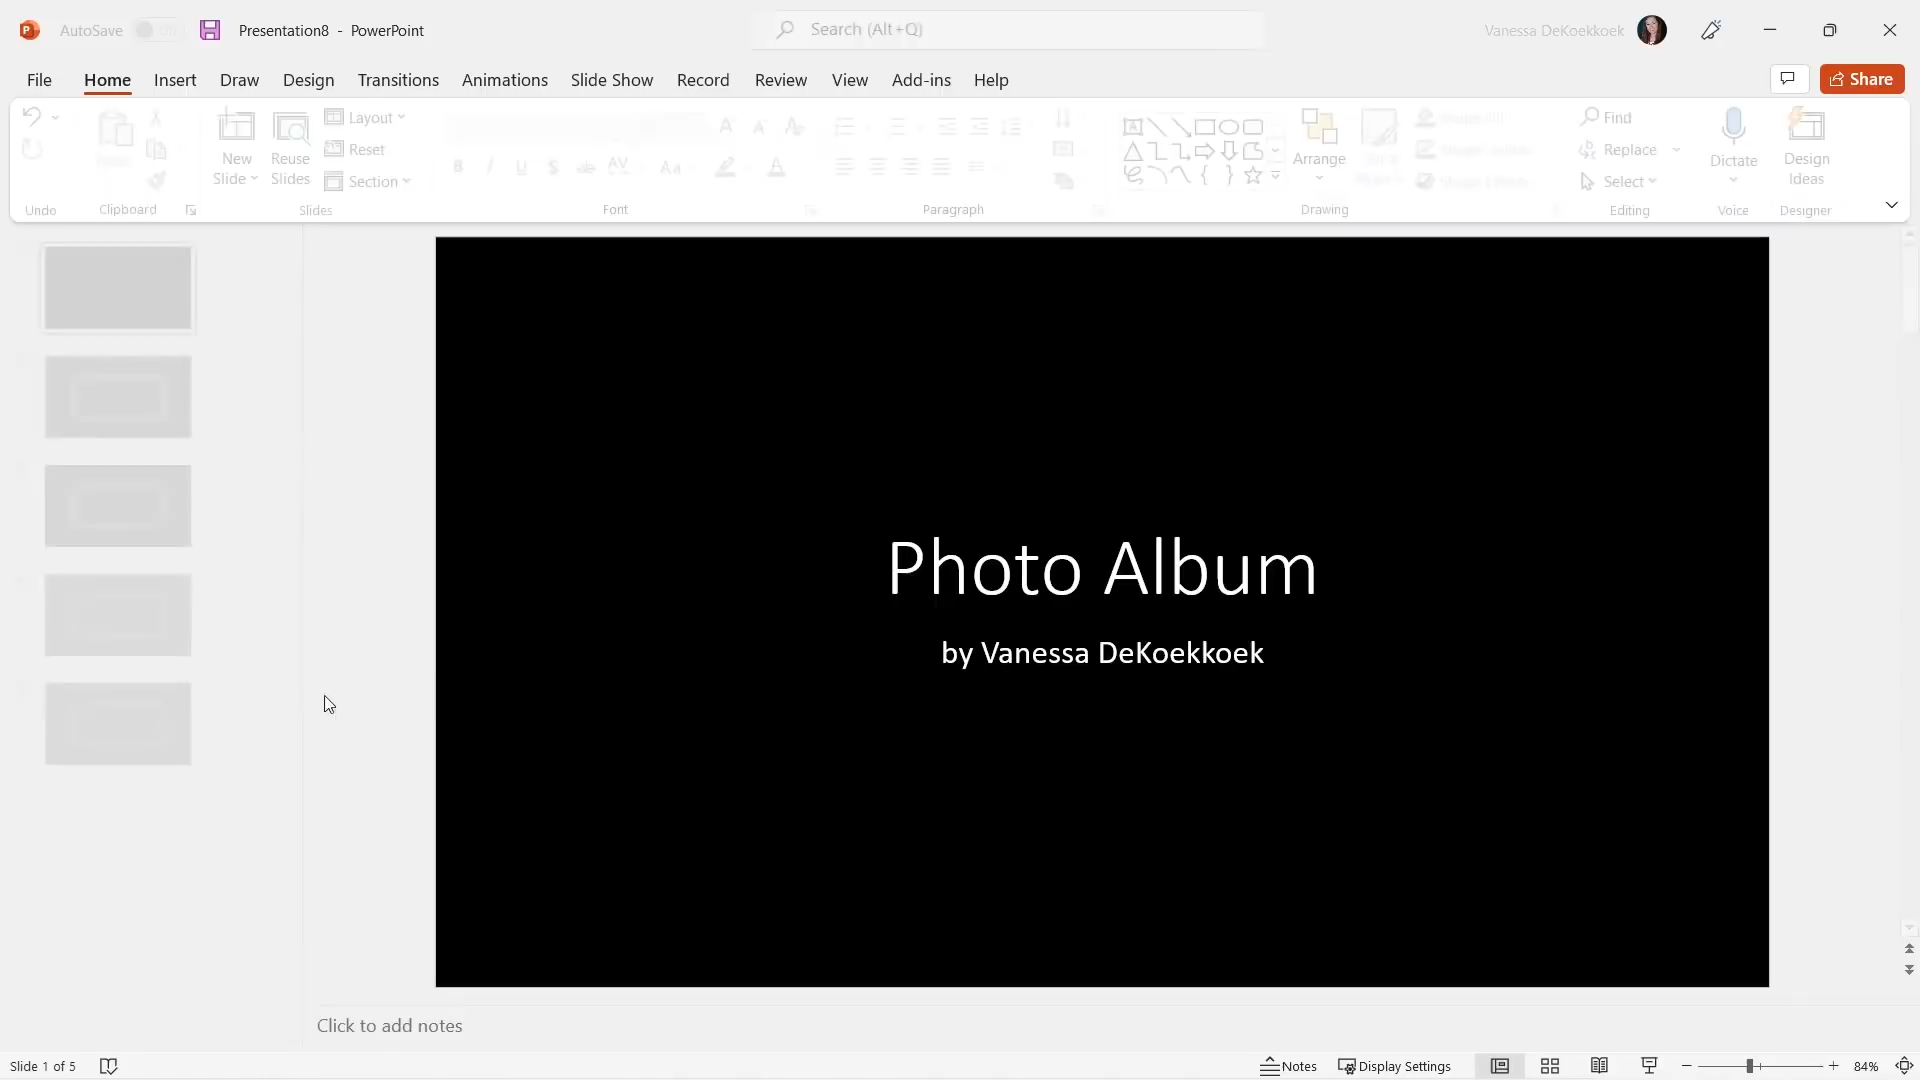 AutoSave Off Presentation8 - PowerPoint Search (Alt+Q) Vanessa DeKoekkoek
File Home Insert Draw Design Transitions Animations Slide Show Record Review View Add-ins Help Share
New Slide
Reuse Slides
Layout
Reset
Section
Arrange
Find
Replace
Select
Dictate
Design Ideas
Undo Clipboard Slides Font Paragraph Drawing Editing Voice Designer
Photo Album
by Vanessa DeKoekkoek
Click to add notes
Slide 1 of 5 Notes Display Settings 84%